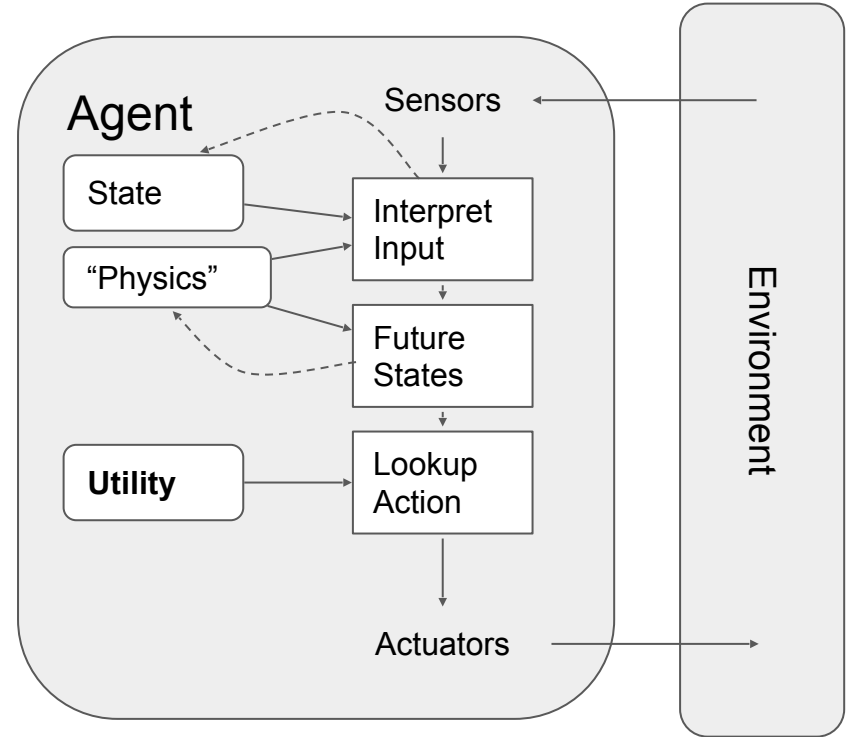 Agent
Sensors
State
Interpret
Input
“Physics”
Future
States
Utility
Lookup
Action
Actuators
Environment